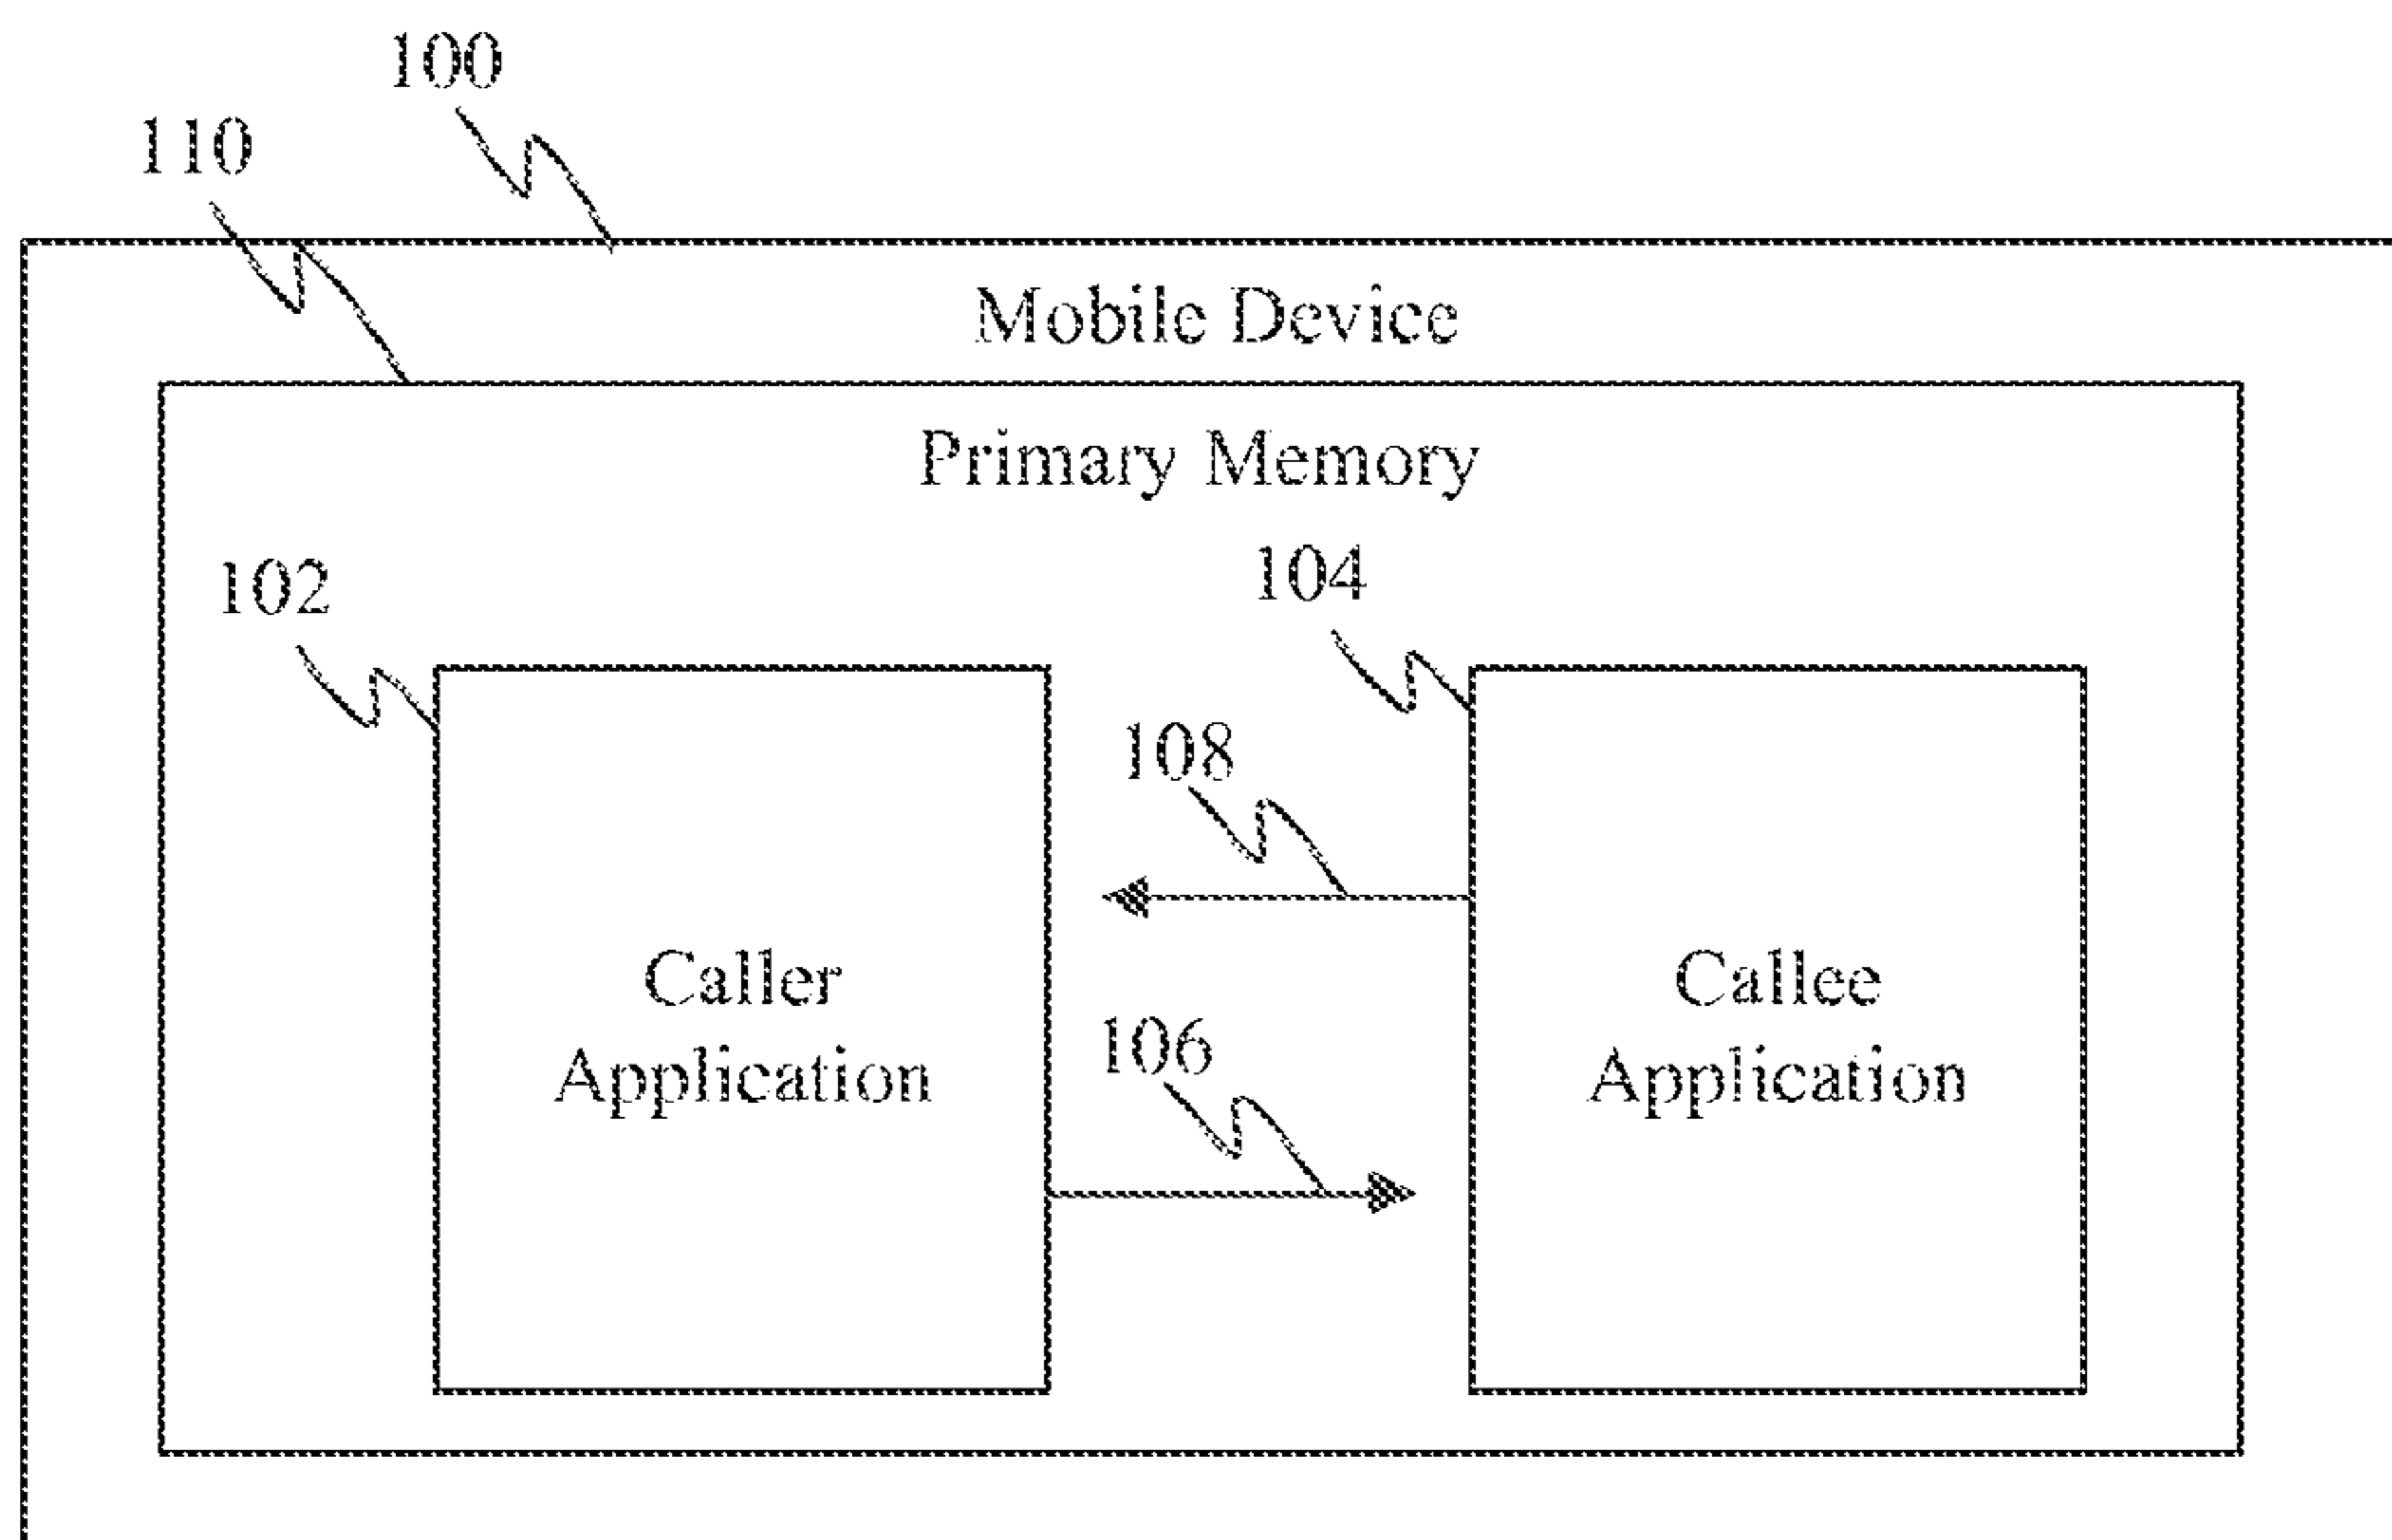 100
110
Mobile Device
Primary Memory
102
104
108
Caller
Application
Callee
Application
106